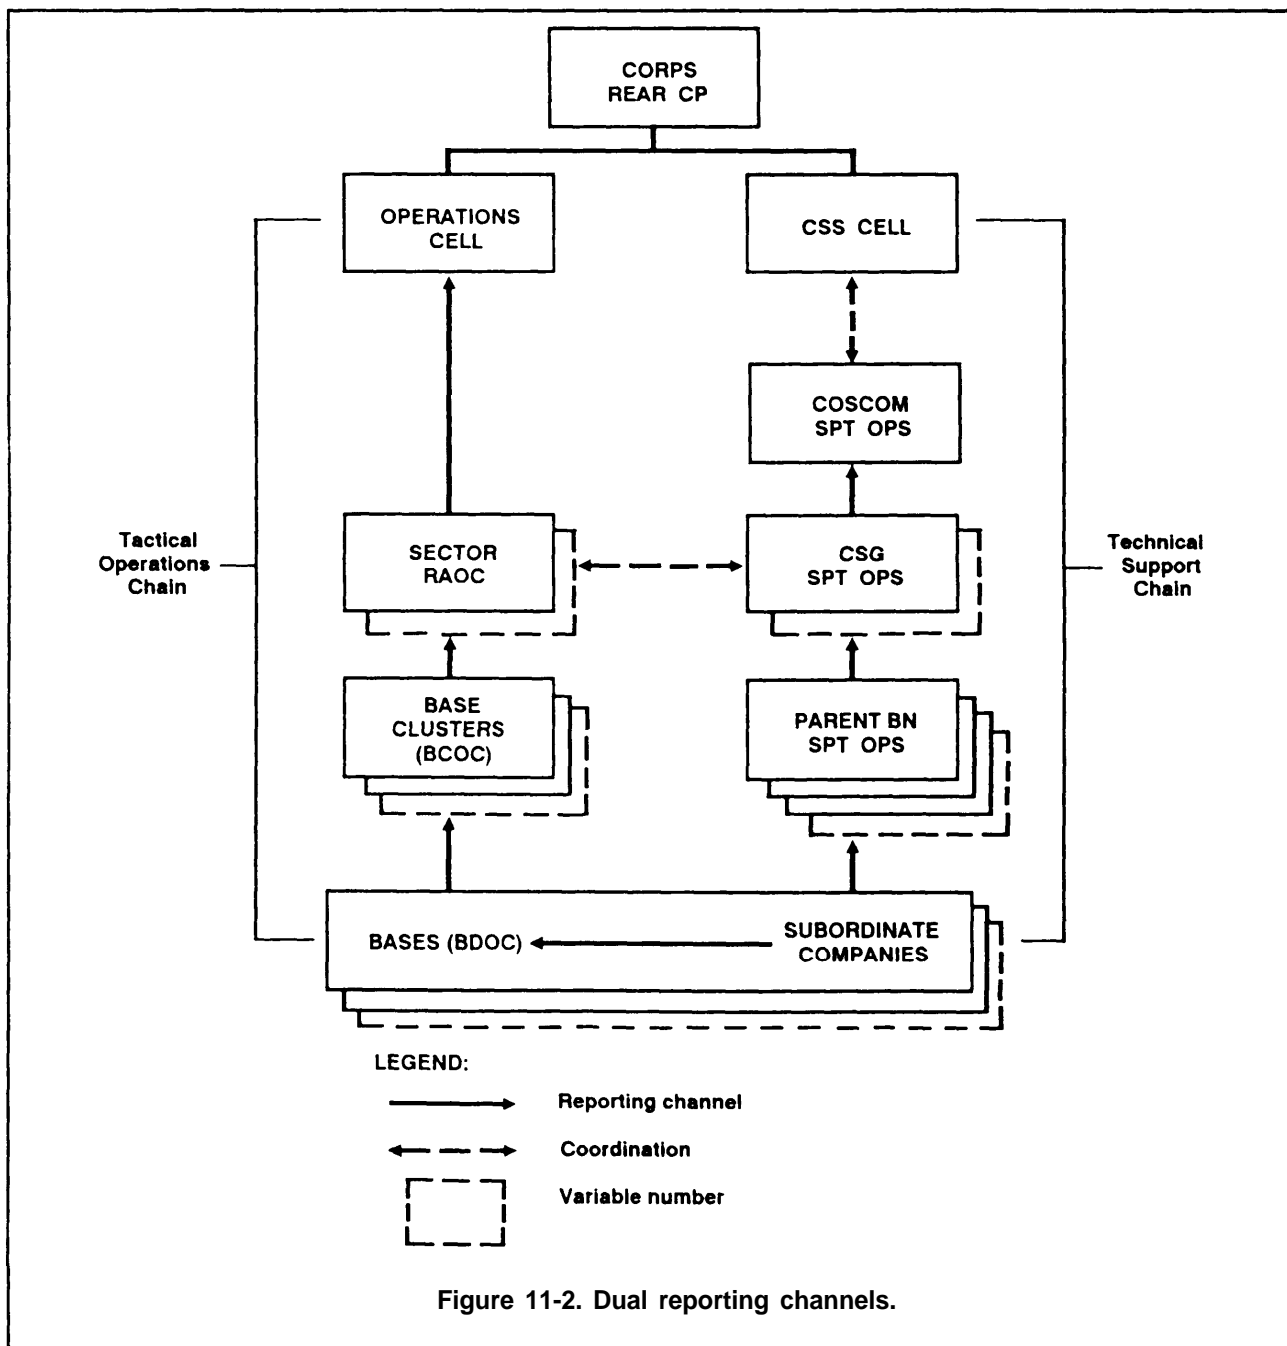 CORPS
REAR CP
OPERATIONS
CELL
CSS CELL
COSCOM
SPT OPS
Tactical
Operations
Chain
SECTOR
RAOC
CSG
SPT OPS
Technical
Support
Chain
BASE
CLUSTERS
(BCOC)
PARENT BN
SPT OPS
BASES (BDOC)
SUBORDINATE
COMPANIES
LEGEND:
Reporting channel
Coordination
Variable number
Figure 11-2. Dual reporting channels.